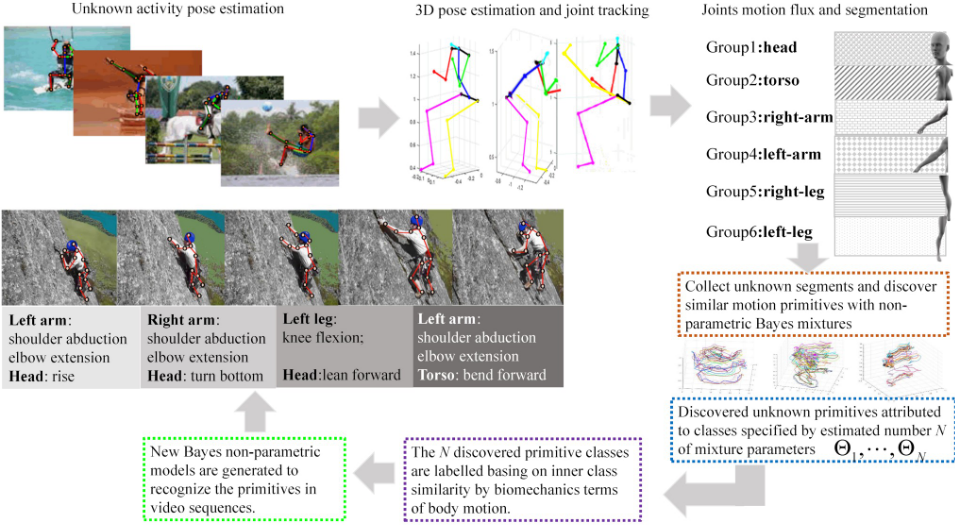 Unknown activity pose estimation
3D pose estimation and joint tracking
Joints motion flux and segmentation
Group1:head
Group2:torso
Group3:right-arm
Group4:left-arm
Group5:right-leg
Group6:left-leg
Collect unknown segments and discover
similar motion primitives with non-
parametric Bayes mixtures
Discovered unknown primitives attributed
to classes specified by estimated number N
of mixture parameters Θ1,⋯,ΘN
The N discovered primitive classes
are labelled basing on inner class
similarity by biomechanics terms
of body motion.
New Bayes non-parametric
models are generated to
recognize the primitives in
video sequences.
Left arm:
shoulder abduction
elbow extension
Head: rise
Right arm:
shoulder abduction
elbow extension
Head: turn bottom
Left leg:
knee flexion;
Head:lean forward
Left arm:
shoulder abduction
elbow extension
Torso: bend forward